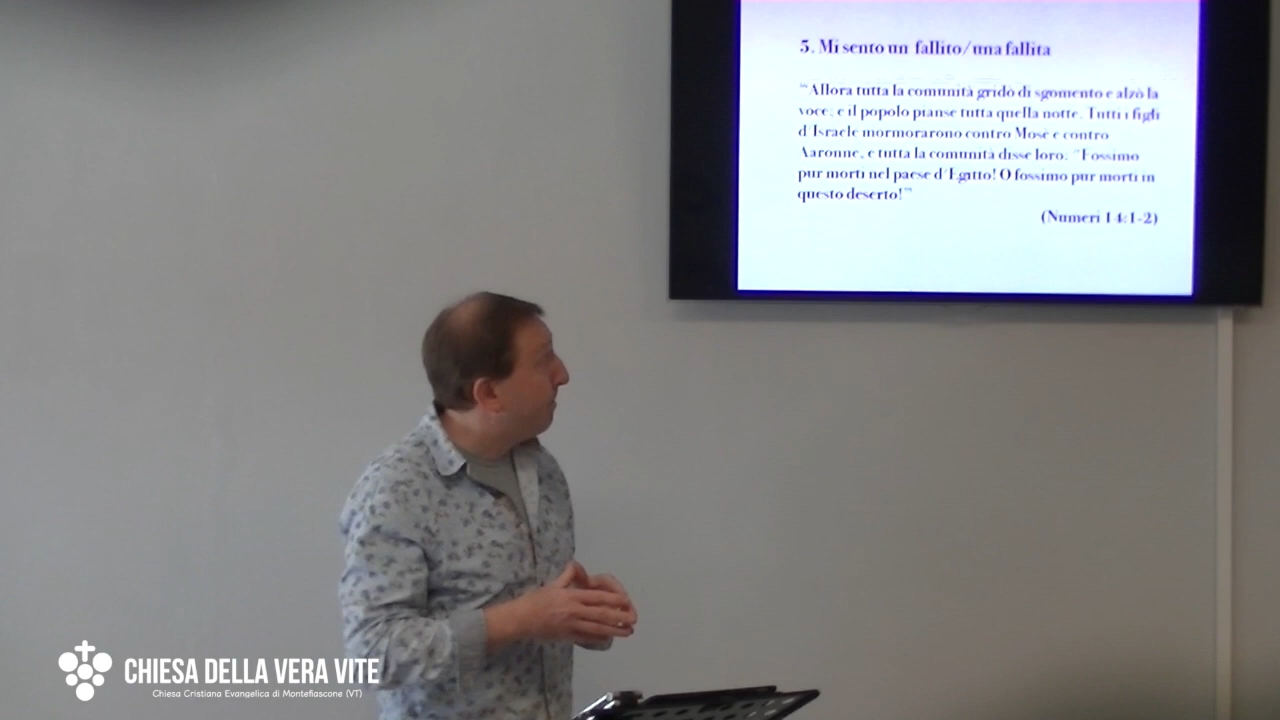 5. Mi sento un fallito/una fallita
"“Allora tutta la comunità gridò di sgomento e alzò la
voce; e il popolo pianse tutta quella notte. Tutti i figli
d'Israele mormorarono contro Mosè e contro
Aaronne, e tutta la comunità disse loro: “Fossimo
pur morti nel paese d'Egitto! O fossimo pur morti in
questo deserto!”"
(Numeri 14:1-2)
CHIESA DELLA VERA VITE
Chiesa Cristiana Evangelica di Montefiascone (VT)